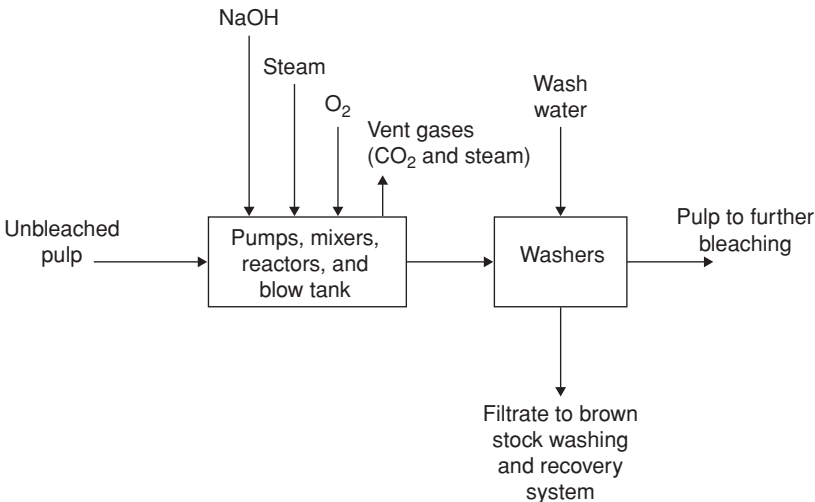 NaOH
Steam
O₂
Vent gases
(CO₂ and steam)
Wash
water
Unbleached
pulp
Pumps, mixers,
reactors, and
blow tank
Washers
Pulp to further
bleaching
Filtrate to brown
stock washing
and recovery
system